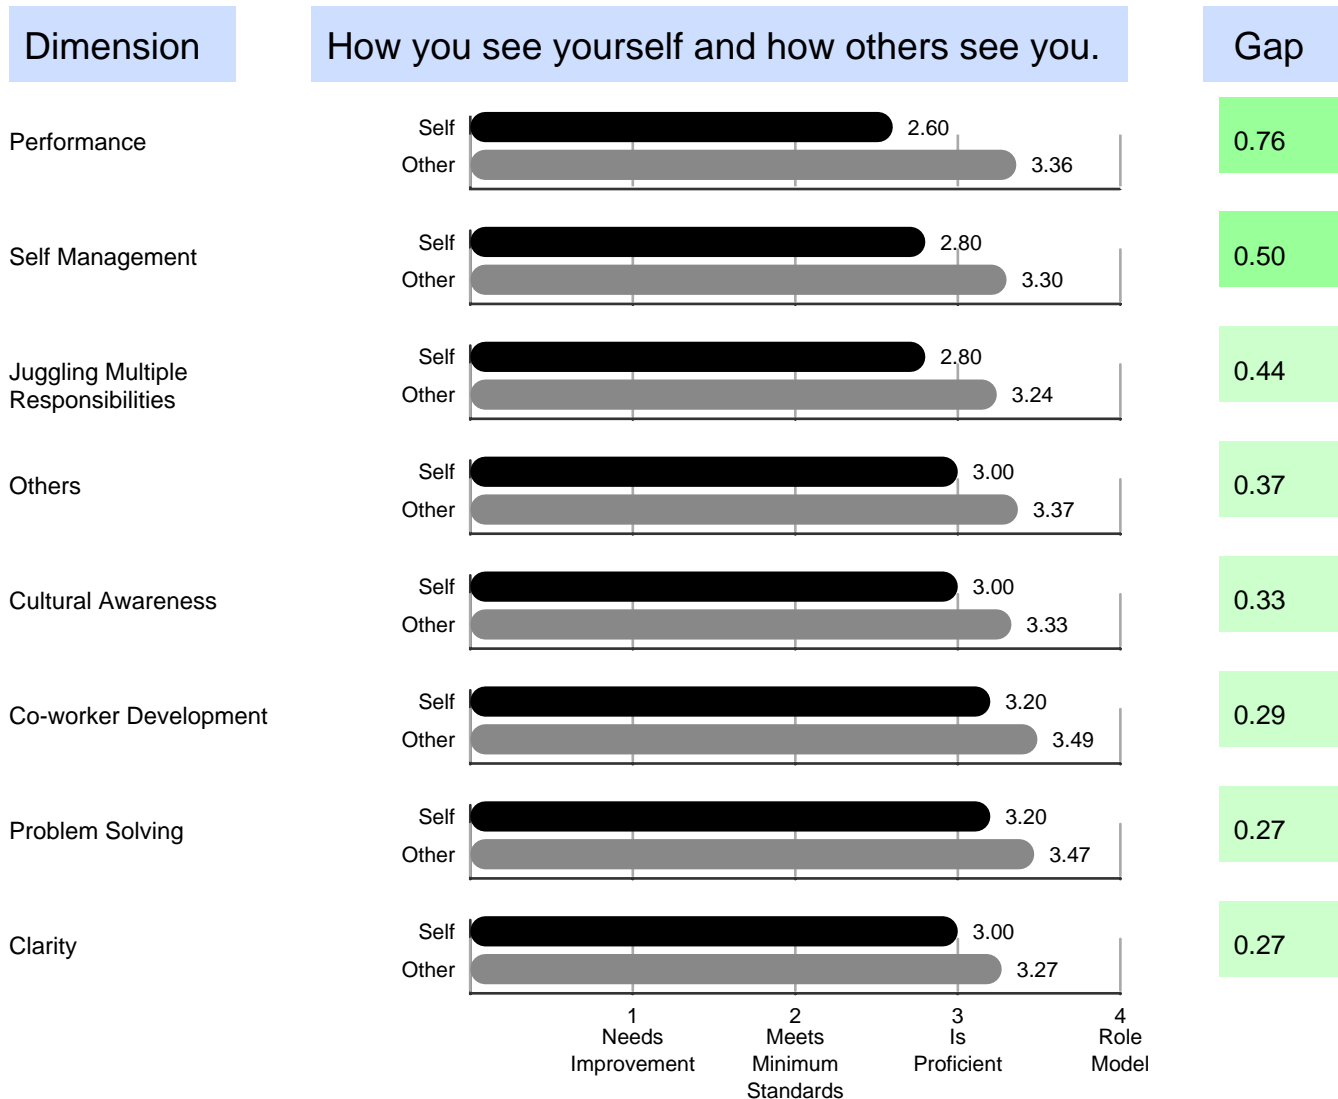 Dimension
How you see yourself and how others see you.
Gap
Performance
Self
2.60
Other
3.36
0.76
Self Management
Self
2.80
Other
3.30
0.50
Juggling Multiple
Responsibilities
Self
2.80
Other
3.24
0.44
Others
Self
3.00
Other
3.37
0.37
Cultural Awareness
Self
3.00
Other
3.33
0.33
Co-worker Development
Self
3.20
Other
3.49
0.29
Problem Solving
Self
3.20
Other
3.47
0.27
Clarity
Self
3.00
Other
3.27
0.27
1
Needs
Improvement
2
Meets
Minimum
Standards
3
Is
Proficient
4
Role
Model